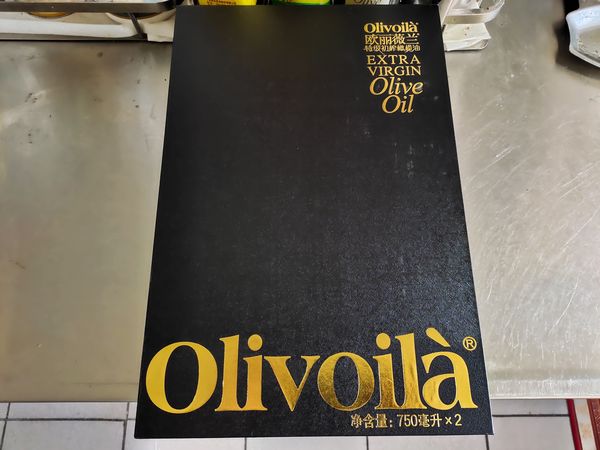 Olivoilà
欧丽薇兰
特级初榨橄榄油
EXTRA
VIRGIN
Olive
Oil
Olivoilà®
净含量: 750毫升×2